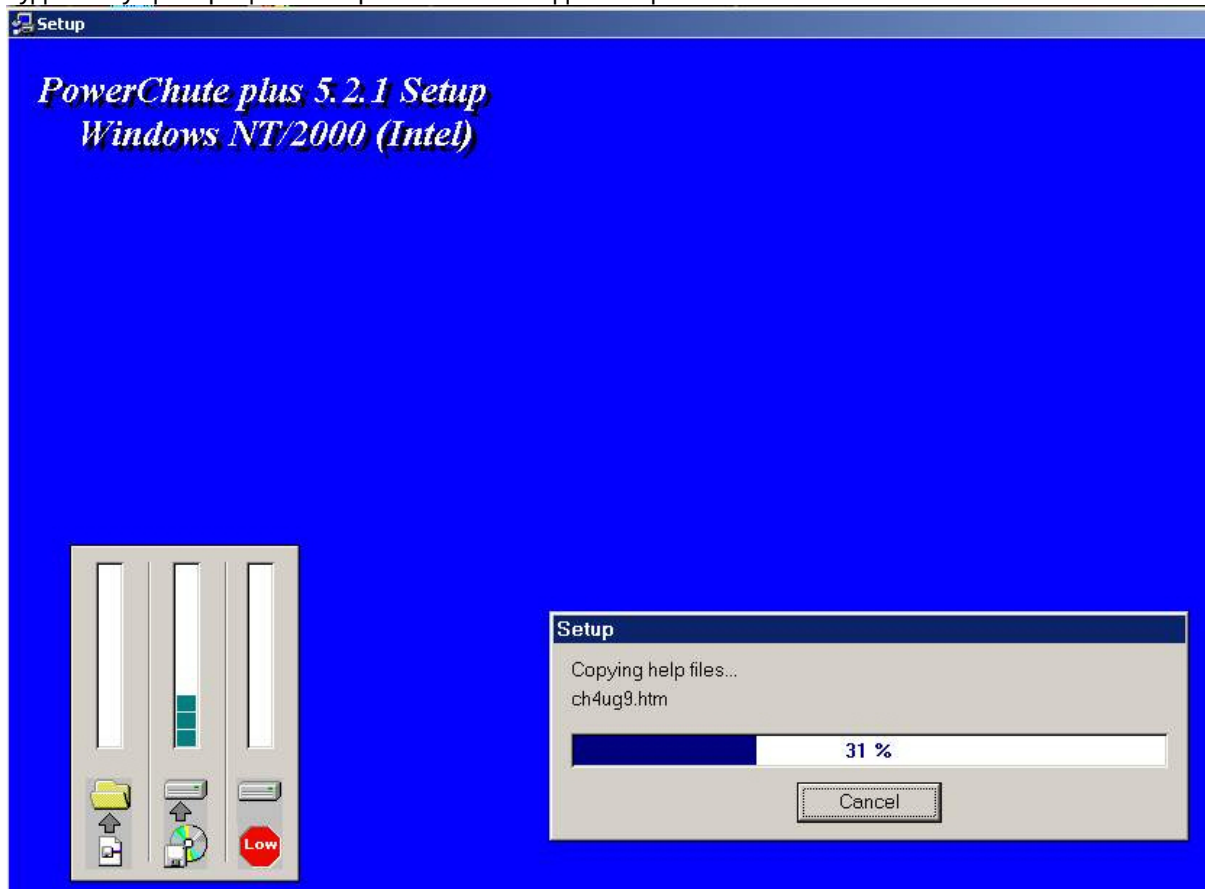 Setup
PowerChute plus 5.2.1 Setup
Windows NT/2000 (Intel)
Setup
Copying help files...
ch4ug9.htm
31 %
Cancel
Low